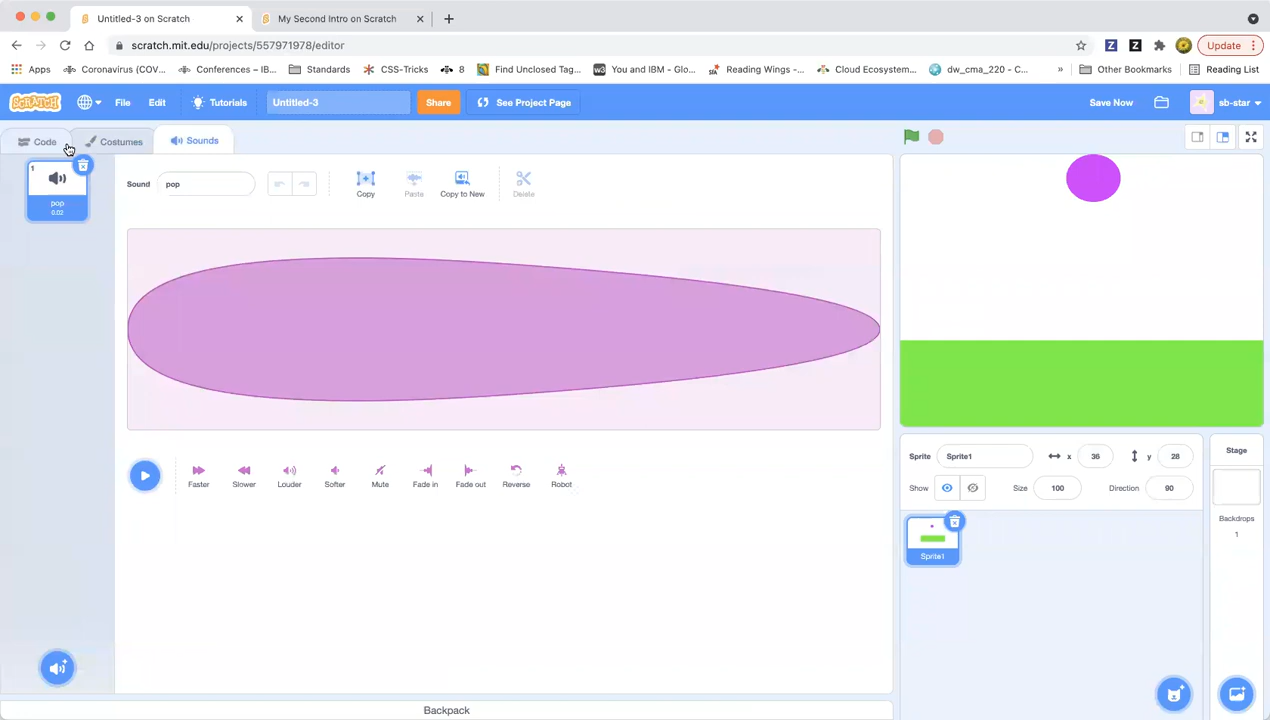 Untitled-3 on Scratch
My Second Intro on Scratch
scratch.mit.edu/projects/557971978/editor
Update
Apps
Coronavirus (COV...
Conferences – IB...
Standards
CSS-Tricks
8
Find Unclosed Tag...
You and IBM - Glo...
Reading Wings -...
Cloud Ecosystem...
dw_cma_220 - C...
»
Other Bookmarks
Reading List
SCRATCH
File
Edit
Tutorials
Untitled-3
Share
See Project Page
Save Now
sb-star
Code
Costumes
Sounds
1
pop
0.02
Sound
pop
Copy
Paste
Copy to New
Delete
Faster
Slower
Louder
Softer
Mute
Fade in
Fade out
Reverse
Robot
Sprite
Sprite1
x
36
y
28
Show
Size
100
Direction
90
Sprite1
Stage
Backdrops
1
Backpack